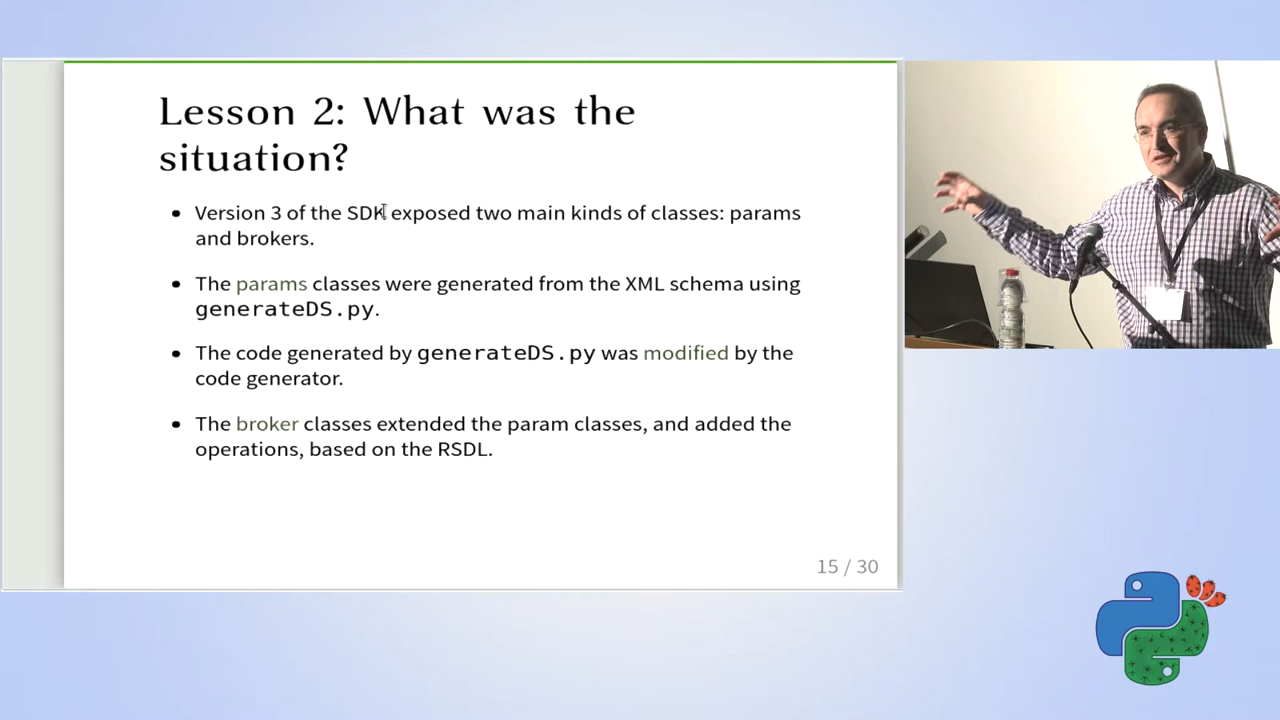 Lesson 2: What was the
situation?
• Version 3 of the SDK exposed two main kinds of classes: params
and brokers.
• The params classes were generated from the XML schema using
generateDS.py.
• The code generated by generateDS.py was modified by the
code generator.
• The broker classes extended the param classes, and added the
operations, based on the RSDL.
15 / 30